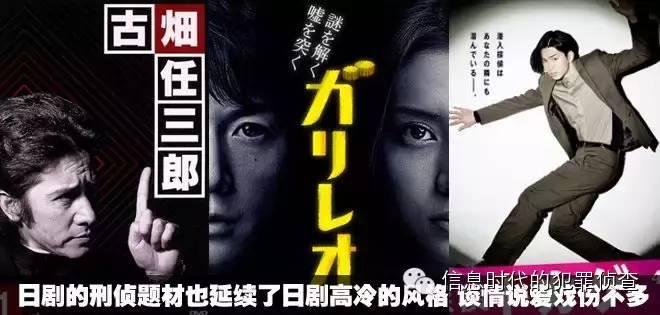 古畑任三郎
謎を解く
嘘を突く
ガリレオ
潜入探偵は
あなたの隣にも
潜んでいる――。
信息时代的犯罪侦查
日剧的刑侦题材也延续了日剧高冷的风格 谈情说爱戏份不多